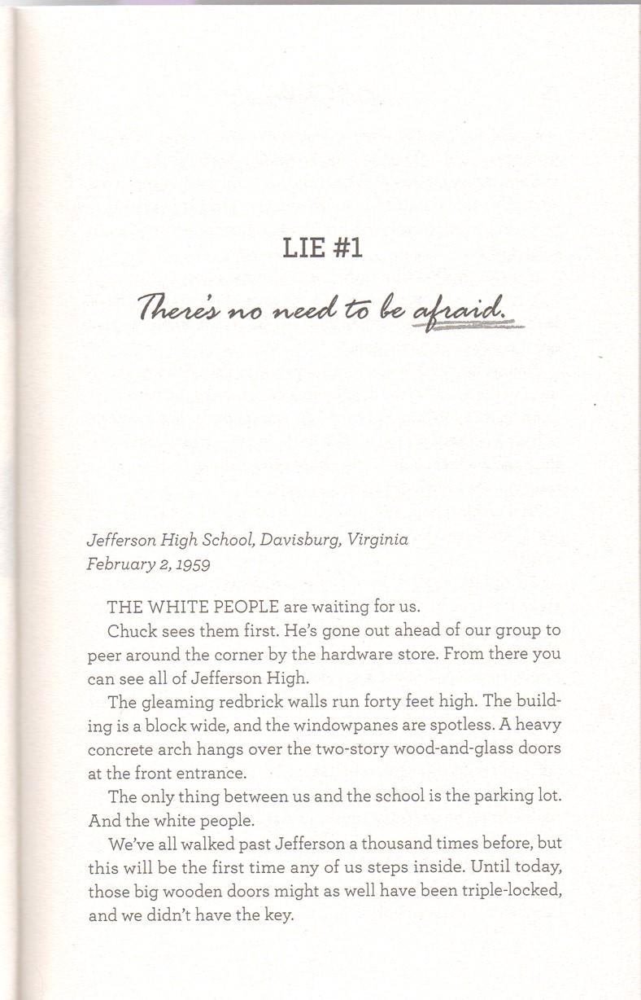 LIE #1
There's no need to be afraid.
Jefferson High School, Davisburg, Virginia
February 2, 1959
THE WHITE PEOPLE are waiting for us.
Chuck sees them first. He's gone out ahead of our group to
peer around the corner by the hardware store. From there you
can see all of Jefferson High.
The gleaming redbrick walls run forty feet high. The build-
ing is a block wide, and the windowpanes are spotless. A heavy
concrete arch hangs over the two-story wood-and-glass doors
at the front entrance.
The only thing between us and the school is the parking lot.
And the white people.
We've all walked past Jefferson a thousand times before, but
this will be the first time any of us steps inside. Until today,
those big wooden doors might as well have been triple-locked,
and we didn't have the key.